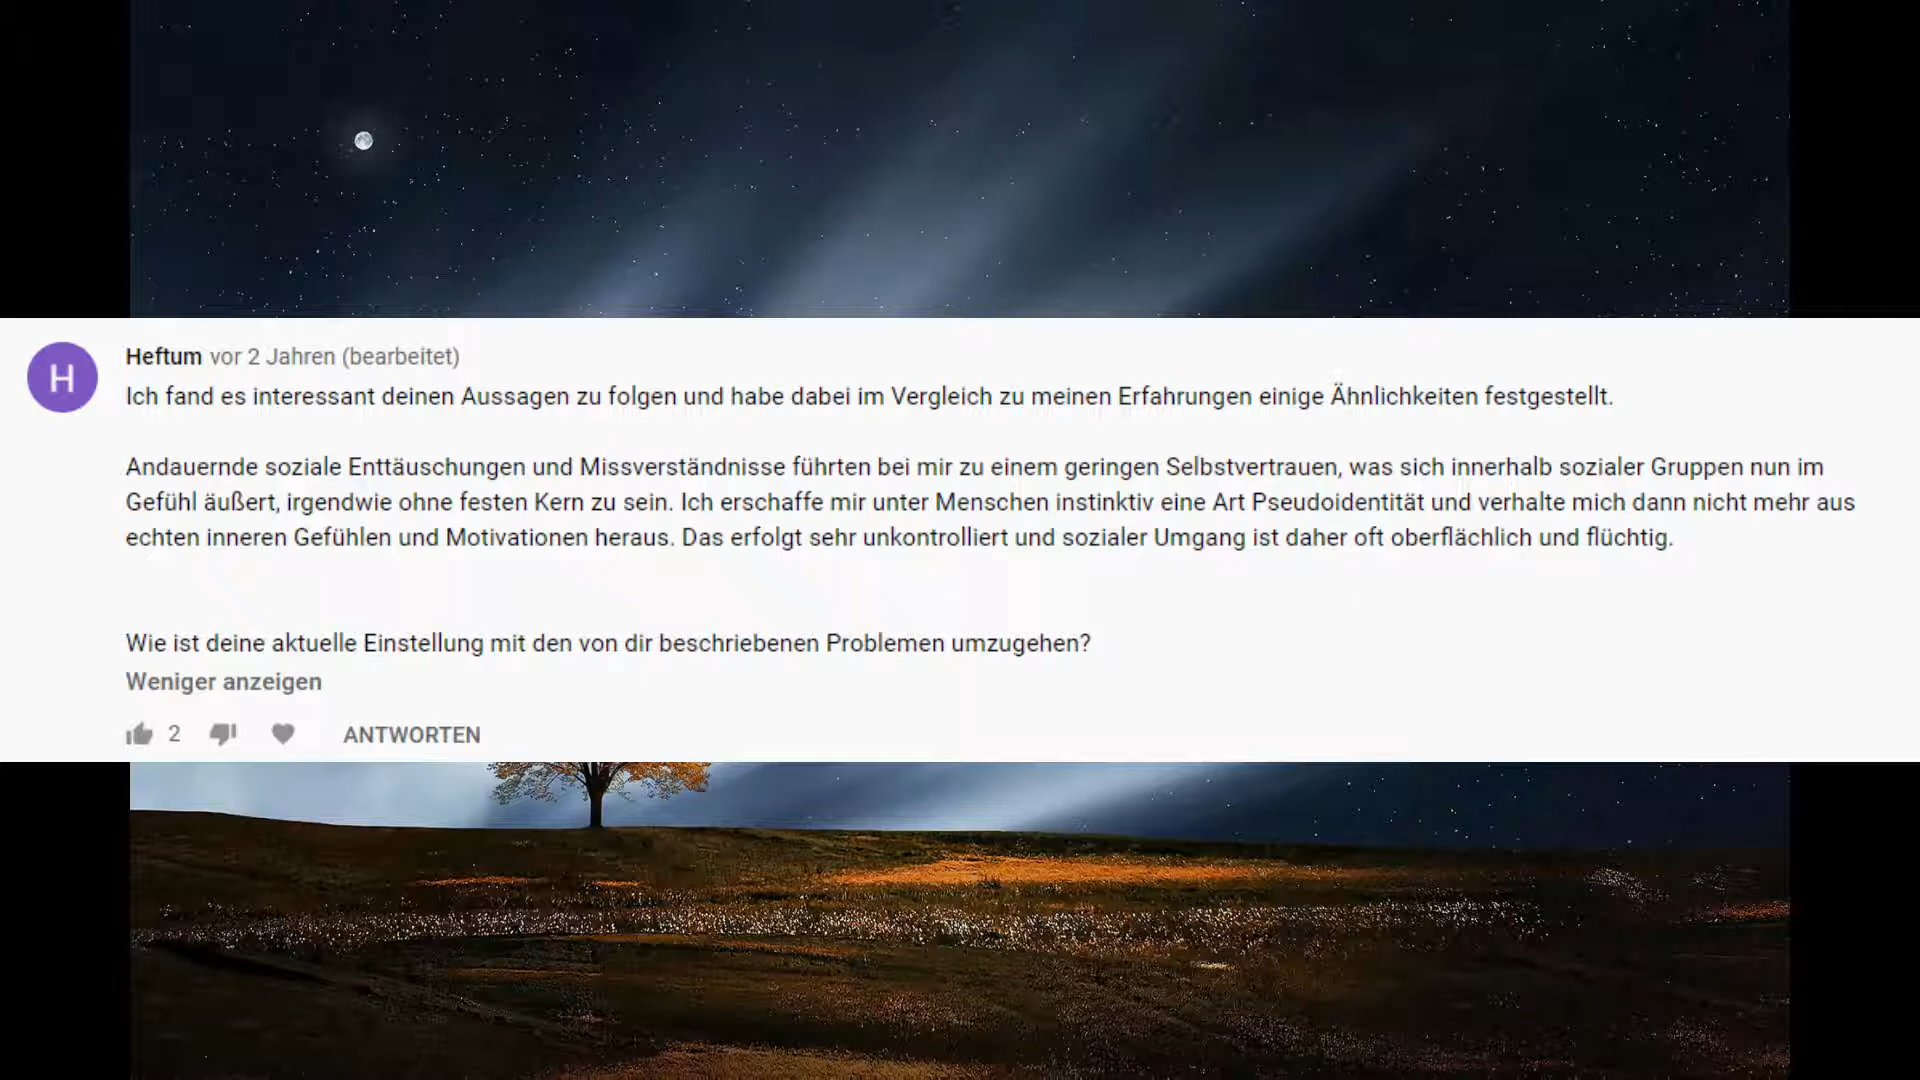 H
Heftum vor 2 Jahren (bearbeitet)
Ich fand es interessant deinen Aussagen zu folgen und habe dabei im Vergleich zu meinen Erfahrungen einige Ähnlichkeiten festgestellt.
Andauernde soziale Enttäuschungen und Missverständnisse führten bei mir zu einem geringen Selbstvertrauen, was sich innerhalb sozialer Gruppen nun im
Gefühl äußert, irgendwie ohne festen Kern zu sein. Ich erschaffe mir unter Menschen instinktiv eine Art Pseudoidentität und verhalte mich dann nicht mehr aus
echten inneren Gefühlen und Motivationen heraus. Das erfolgt sehr unkontrolliert und sozialer Umgang ist daher oft oberflächlich und flüchtig.
Wie ist deine aktuelle Einstellung mit den von dir beschriebenen Problemen umzugehen?
Weniger anzeigen
2 ANTWORTEN